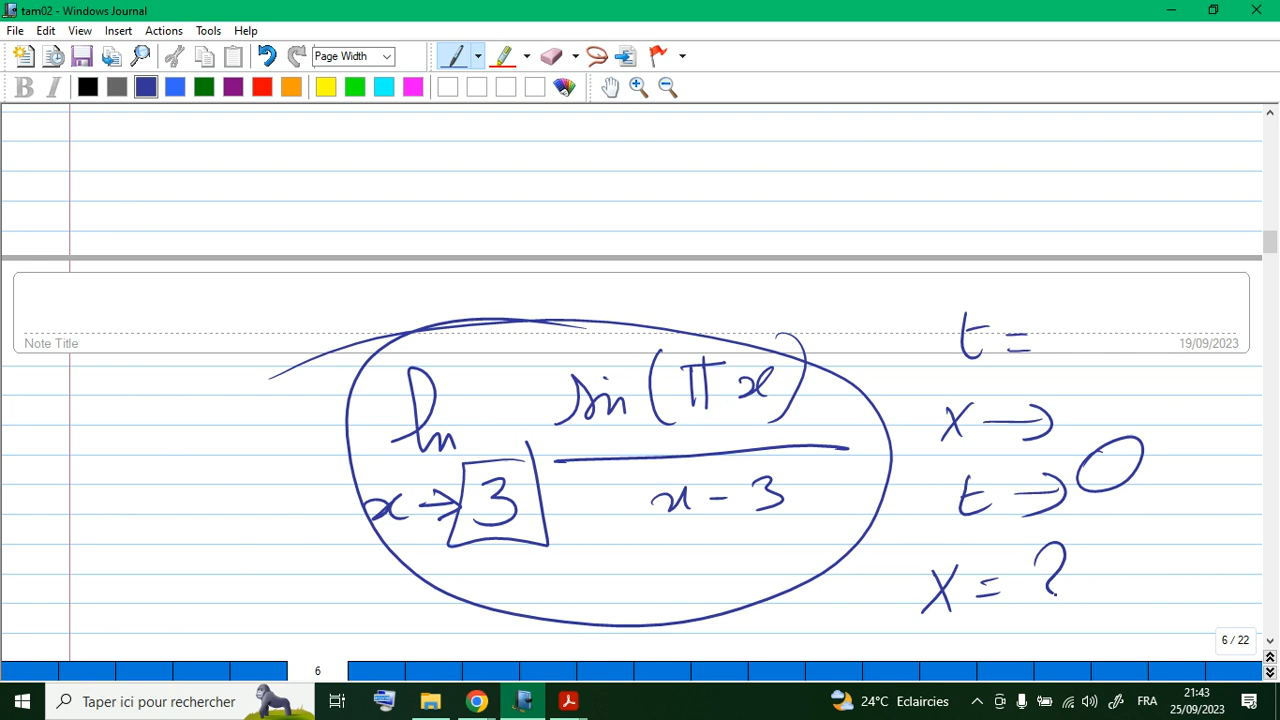 tam02 - Windows Journal
File Edit View Insert Actions Tools Help
Page Width
B I
Note Title
19/09/2023
lim x→3 sin(πx) / x - 3
t =
x →
t → 0
x = ?
6 / 22
6
Taper ici pour rechercher
24°C Eclaircies
FRA
21:43
25/09/2023